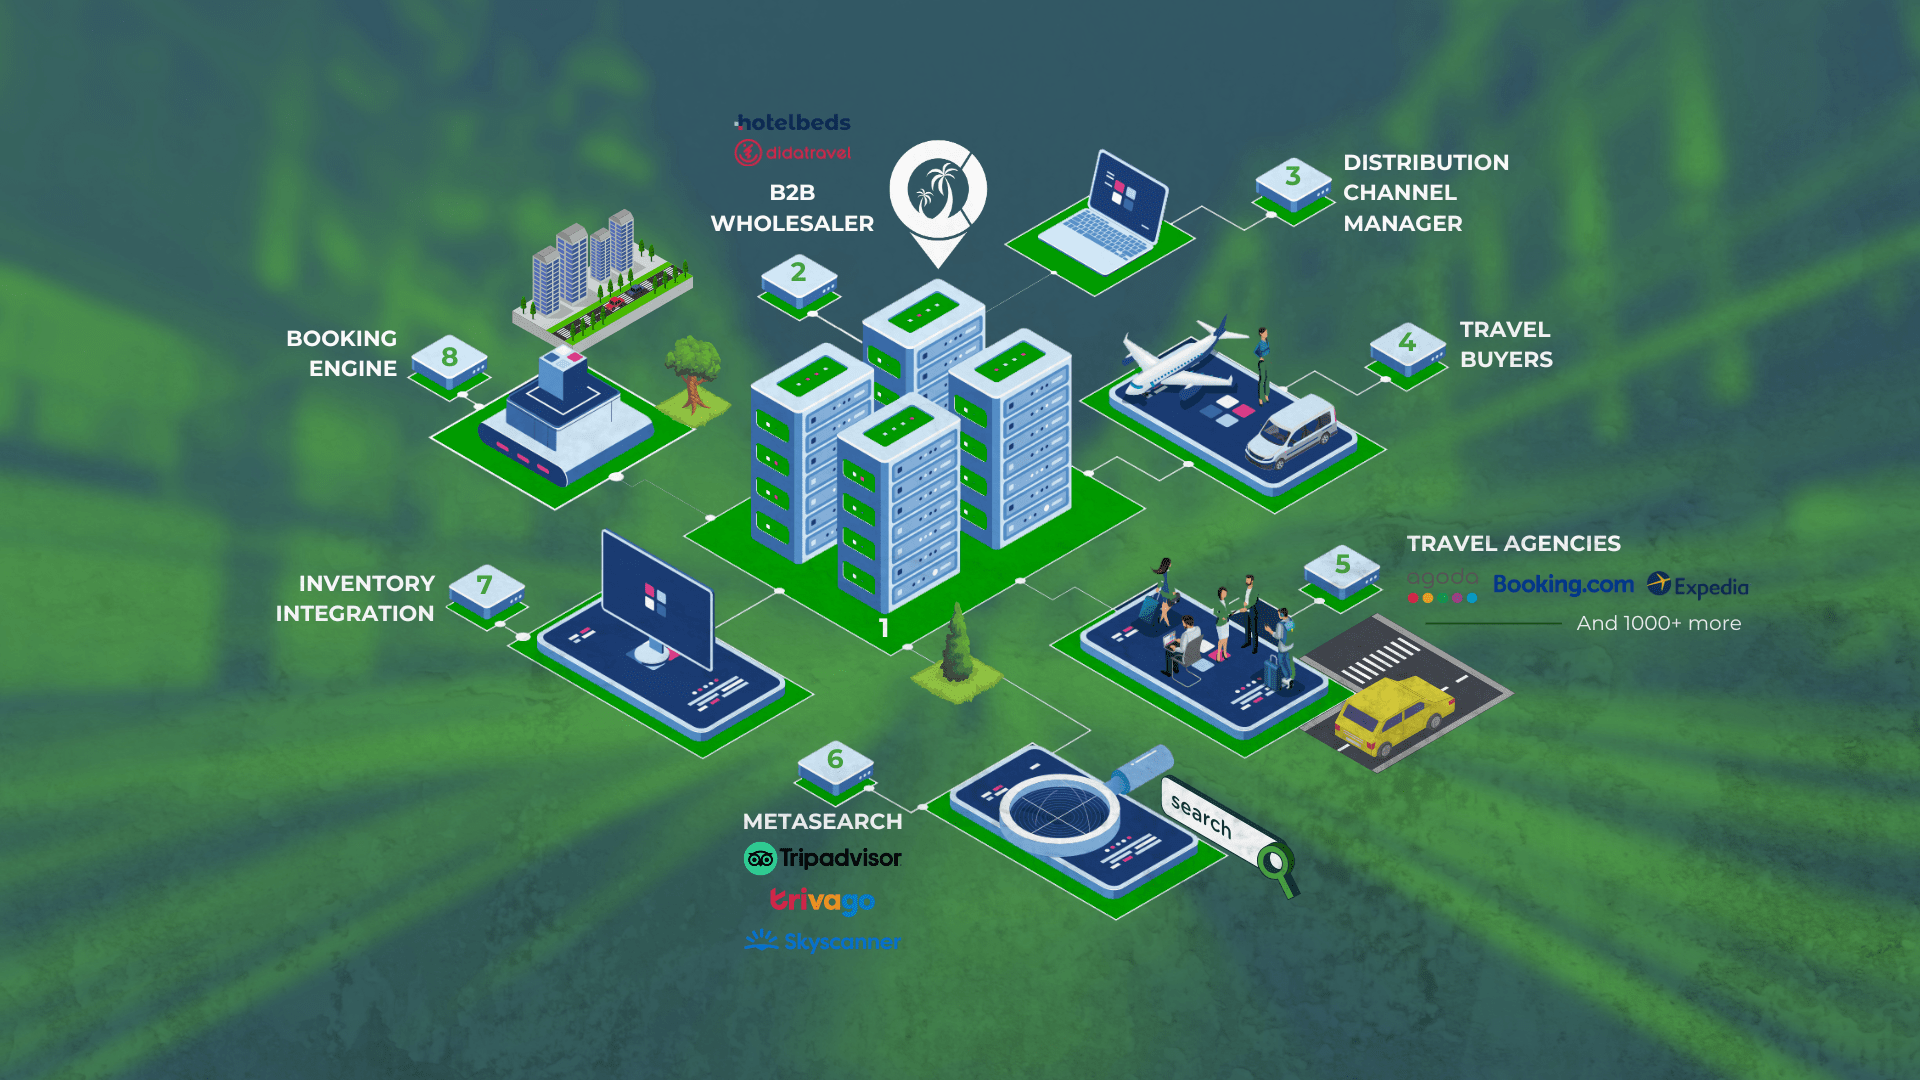 hotelbeds
didatravel
B2B
WHOLESALER
2
3
DISTRIBUTION
CHANNEL
MANAGER
4
TRAVEL
BUYERS
BOOKING
ENGINE
8
1
5
TRAVEL AGENCIES
agoda
Booking.com
Expedia
And 1000+ more
INVENTORY
INTEGRATION
7
6
METASEARCH
Tripadvisor
trivago
Skyscanner
search